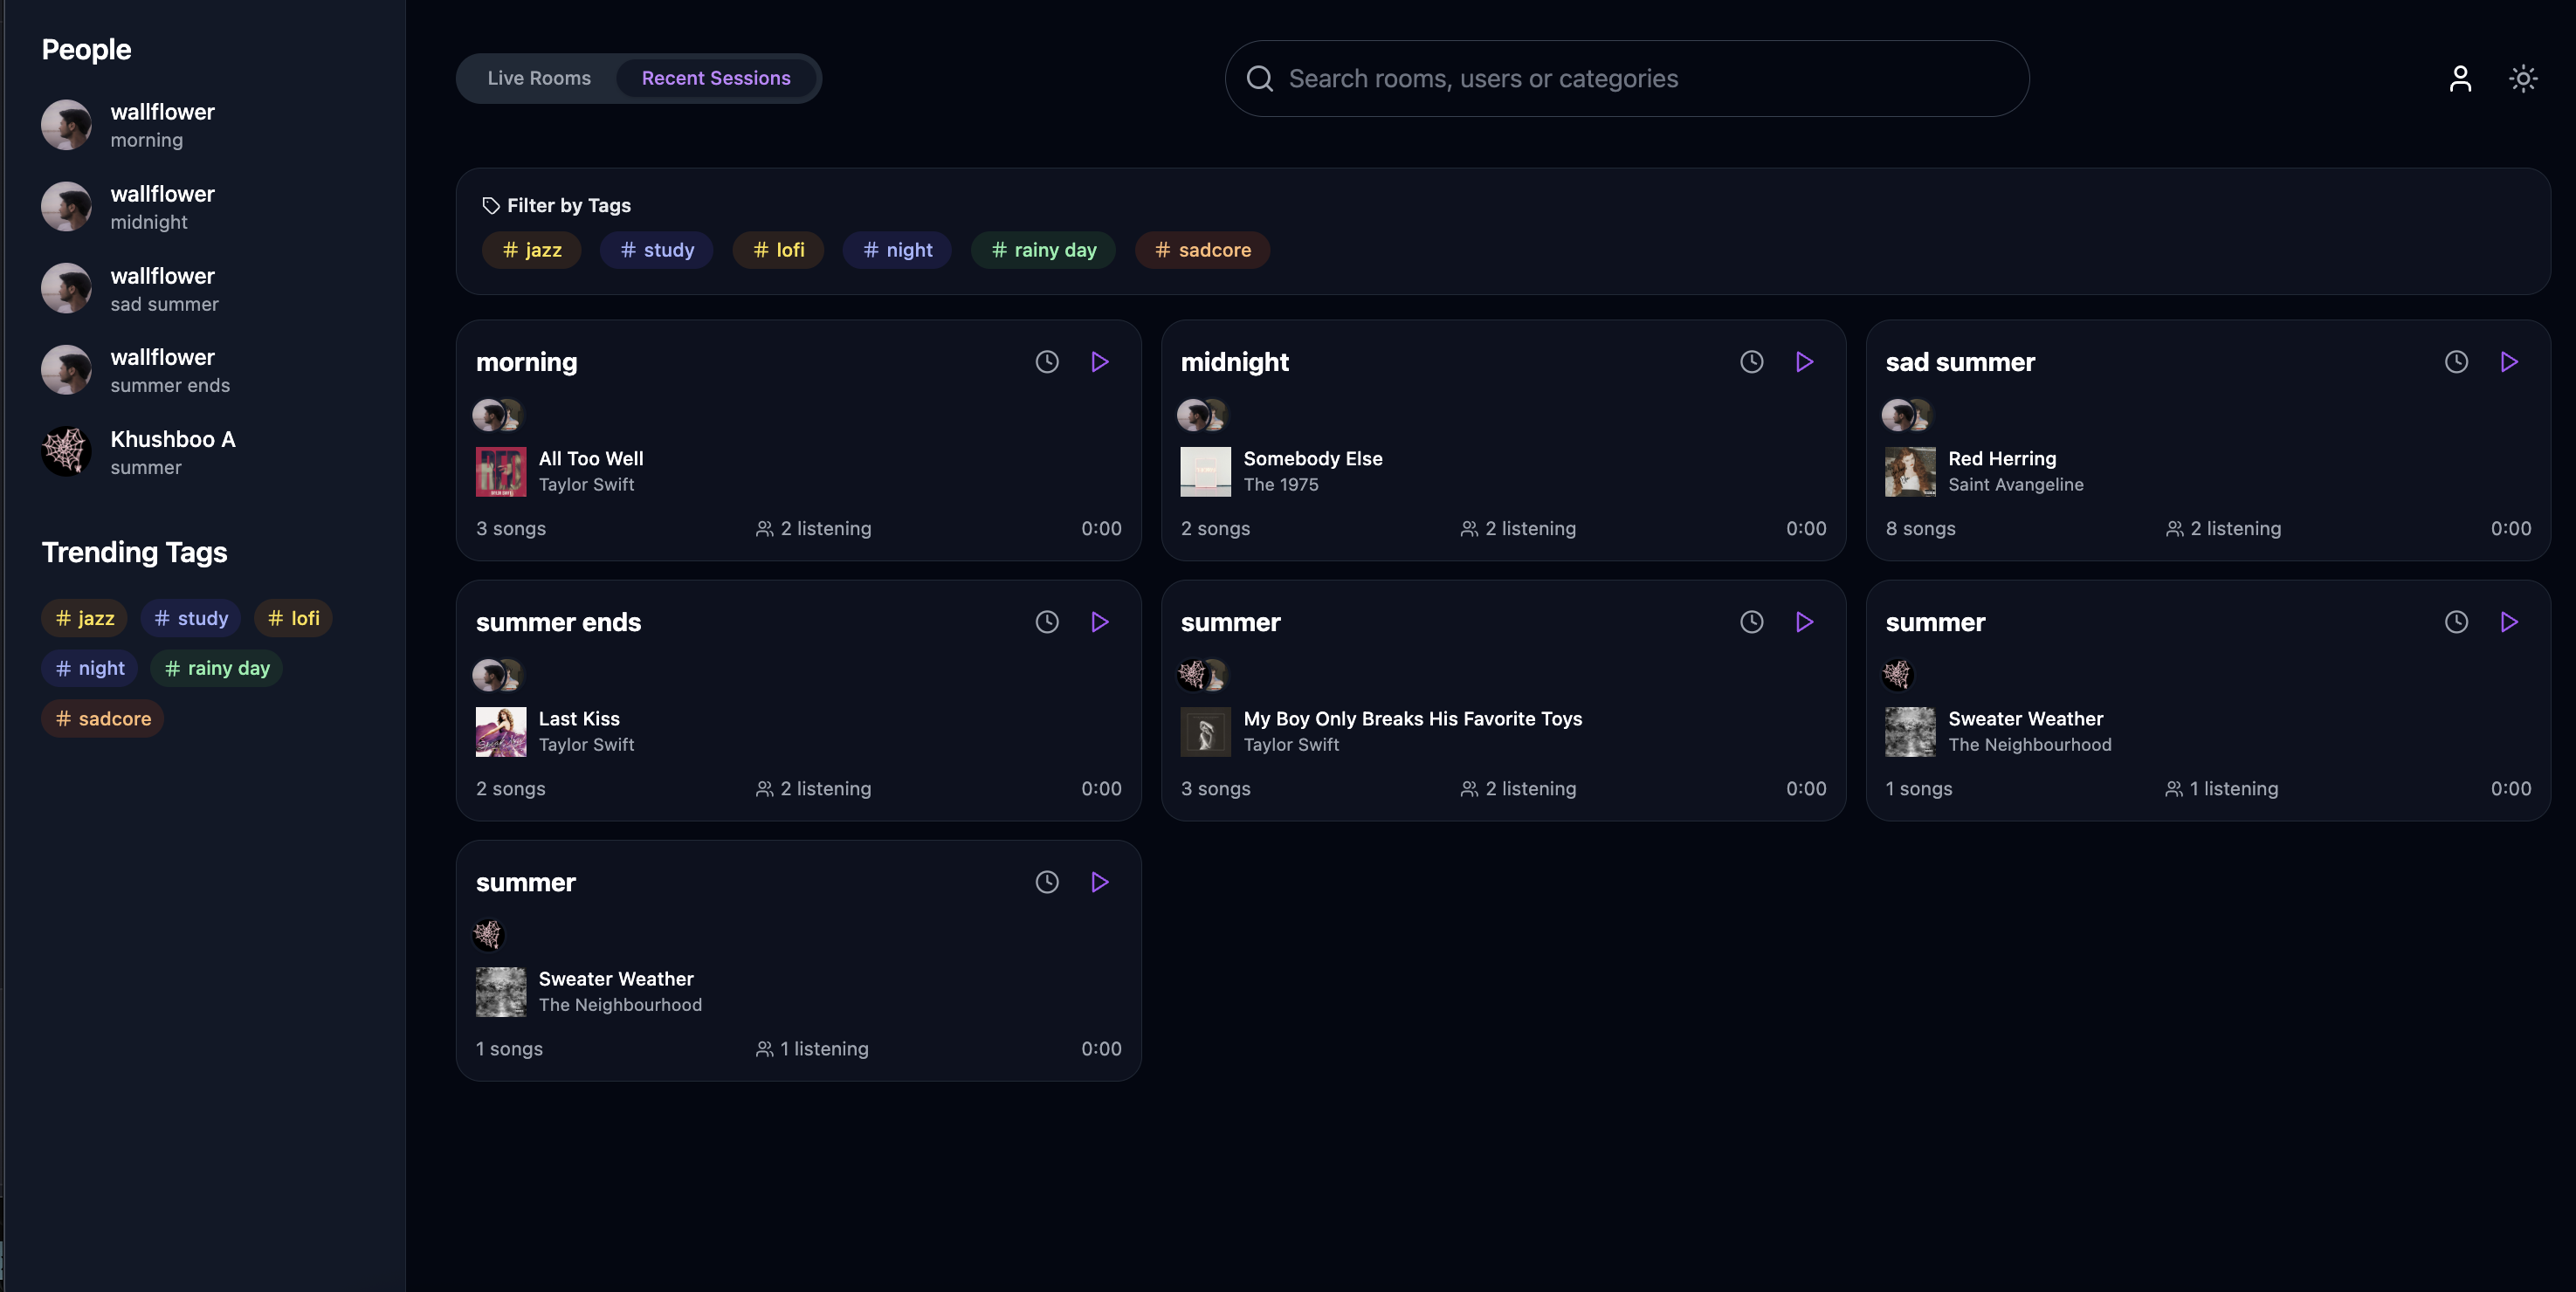 People
wallflower
morning
wallflower
midnight
wallflower
sad summer
wallflower
summer ends
Khushboo A
summer
Trending Tags
# jazz # study # lofi
# night # rainy day
# sadcore
Live Rooms Recent Sessions
Search rooms, users or categories
Filter by Tags
# jazz # study # lofi # night # rainy day # sadcore
morning
All Too Well
Taylor Swift
3 songs 2 listening 0:00
midnight
Somebody Else
The 1975
2 songs 2 listening 0:00
sad summer
Red Herring
Saint Avangeline
8 songs 2 listening 0:00
summer ends
Last Kiss
Taylor Swift
2 songs 2 listening 0:00
summer
My Boy Only Breaks His Favorite Toys
Taylor Swift
3 songs 2 listening 0:00
summer
Sweater Weather
The Neighbourhood
1 songs 1 listening 0:00
summer
Sweater Weather
The Neighbourhood
1 songs 1 listening 0:00